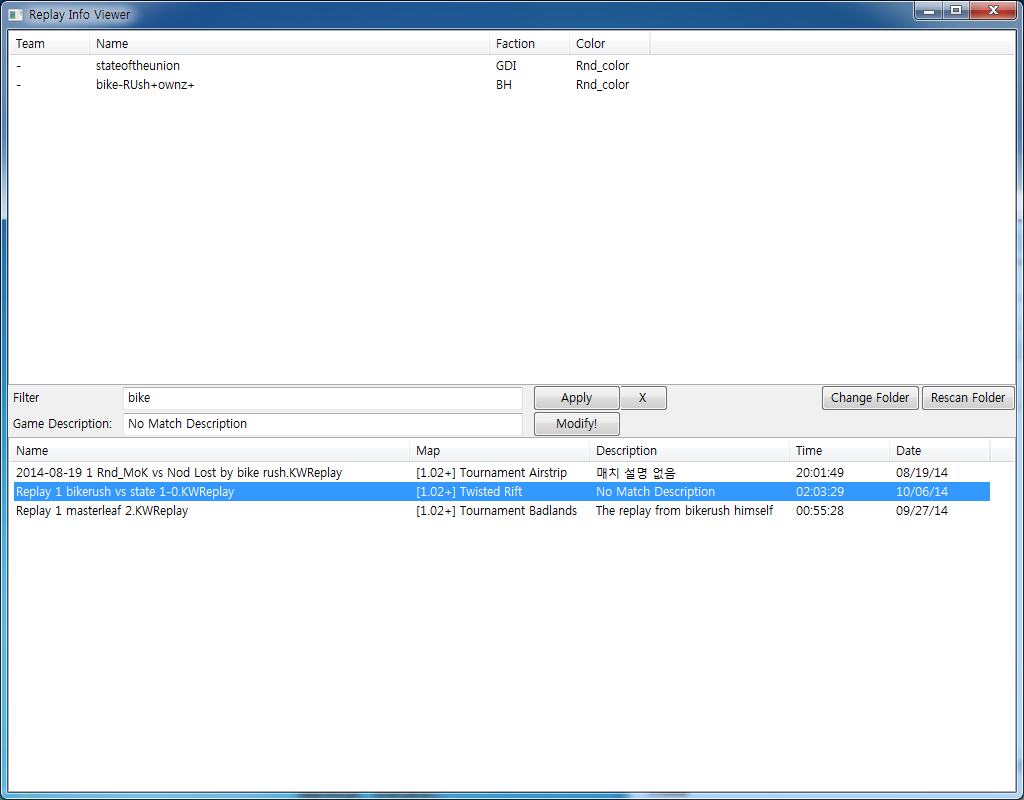 Replay Info Viewer
Team Name Faction Color
- stateoftheunion GDI Rnd_color
- bike-RUsh+ownz+ BH Rnd_color
Filter bike Apply X Change Folder Rescan Folder
Game Description: No Match Description Modify!
Name Map Description Time Date
2014-08-19 1 Rnd_MoK vs Nod Lost by bike rush.KWReplay [1.02+] Tournament Airstrip 매치 설명 없음 20:01:49 08/19/14
Replay 1 bikerush vs state 1-0.KWReplay [1.02+] Twisted Rift No Match Description 02:03:29 10/06/14
Replay 1 masterleaf 2.KWReplay [1.02+] Tournament Badlands The replay from bikerush himself 00:55:28 09/27/14